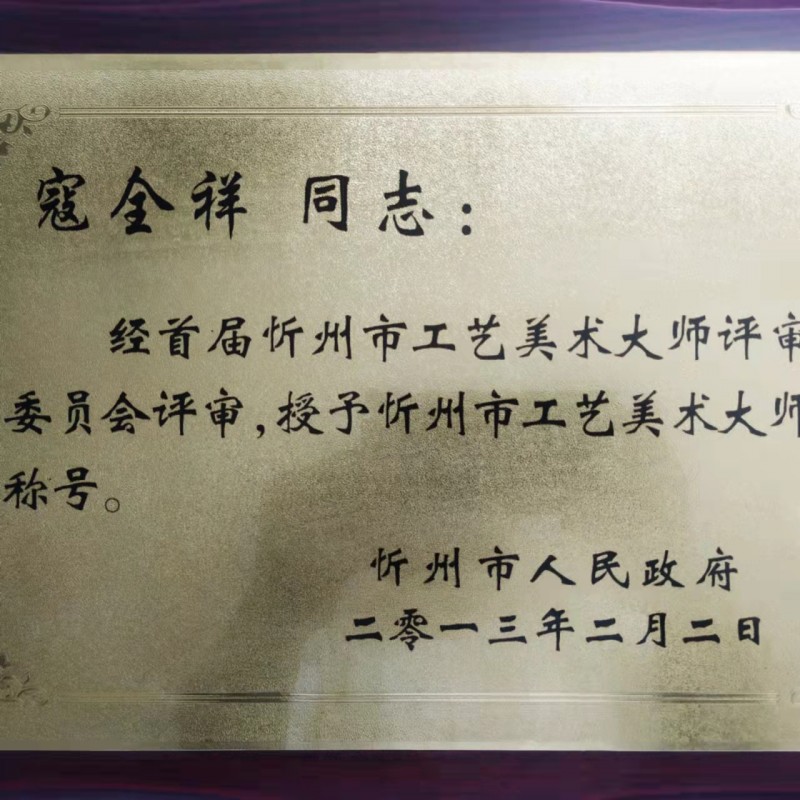 寇全祥 同志：
经首届忻州市工艺美术大师评审
委员会评审，授予忻州市工艺美术大师
称号。
忻州市人民政府
二零一三年二月二日